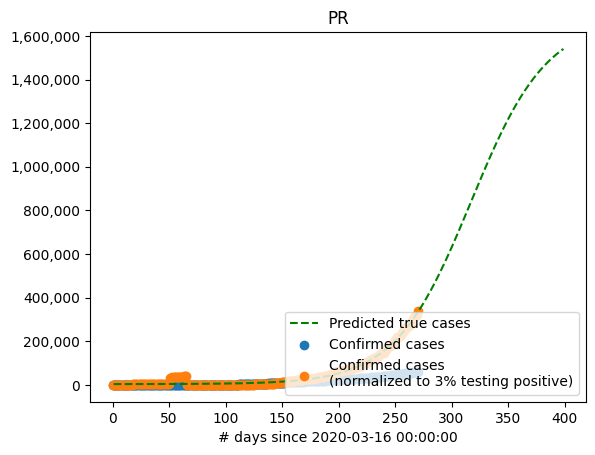 PR
1,600,000
1,400,000
1,200,000
1,000,000
800,000
600,000
400,000
200,000
0
Predicted true cases
Confirmed cases
Confirmed cases
(normalized to 3% testing positive)
0 50 100 150 200 250 300 350 400
# days since 2020-03-16 00:00:00